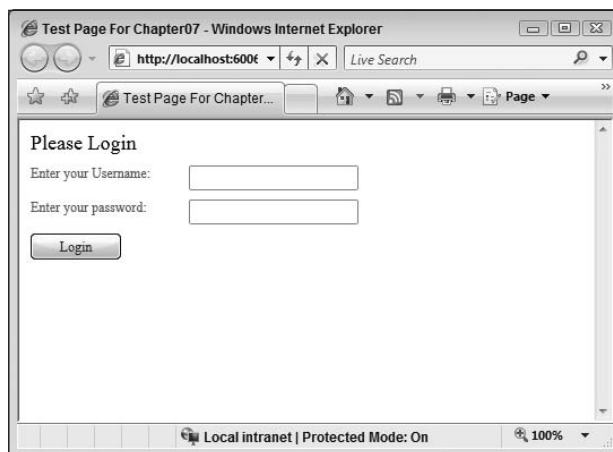 Test Page For Chapter07 - Windows Internet Explorer
http://localhost:6006
Live Search
Test Page For Chapter...
Page
Please Login
Enter your Username:
Enter your password:
Login
Local intranet | Protected Mode: On
100%